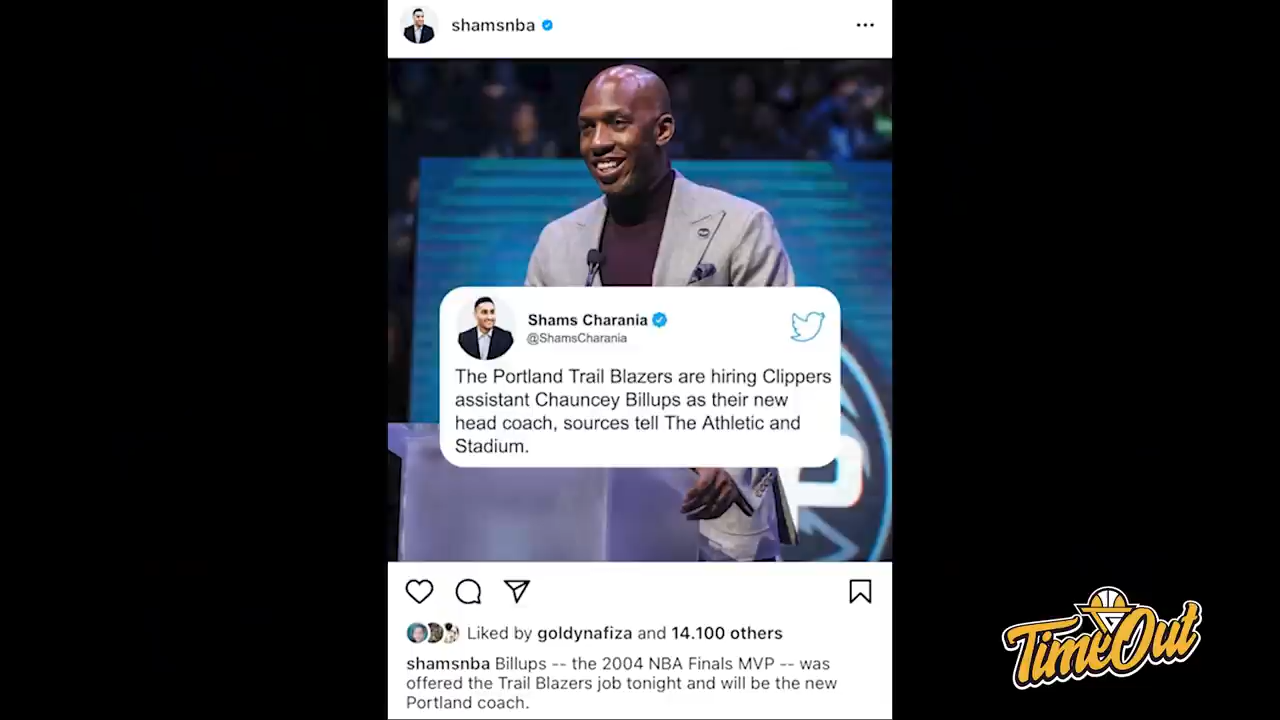 shamsnba
Shams Charania
@ShamsCharania
The Portland Trail Blazers are hiring Clippers
assistant Chauncey Billups as their new
head coach, sources tell The Athletic and
Stadium.
Liked by goldynafiza and 14.100 others
shamsnba Billups -- the 2004 NBA Finals MVP -- was
offered the Trail Blazers job tonight and will be the new
Portland coach.
TimeOut